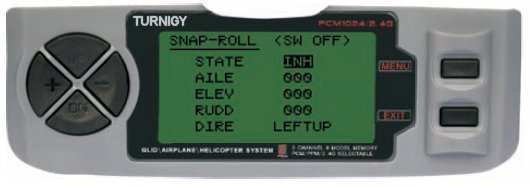 TURNIGY
PCM1024/2.4G
SNAP-ROLL (SW OFF)
STATE INH
AILE 000
ELEV 000
RUDD 000
DIRE LEFTUP
MENU
EXIT
UP
+
DN
GLID\AIRPLANE\HELICOPTER SYSTEM
9 CHANNEL 8 MODEL MEMORY
PCM/PPM/2.4G SELECTABLE